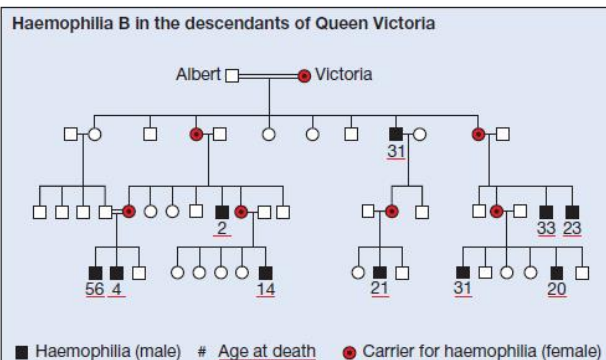 Haemophilia B in the descendants of Queen Victoria
Albert Victoria
31
2 33 23
56 4 14 21 31 20
Haemophilia (male) # Age at death Carrier for haemophilia (female)